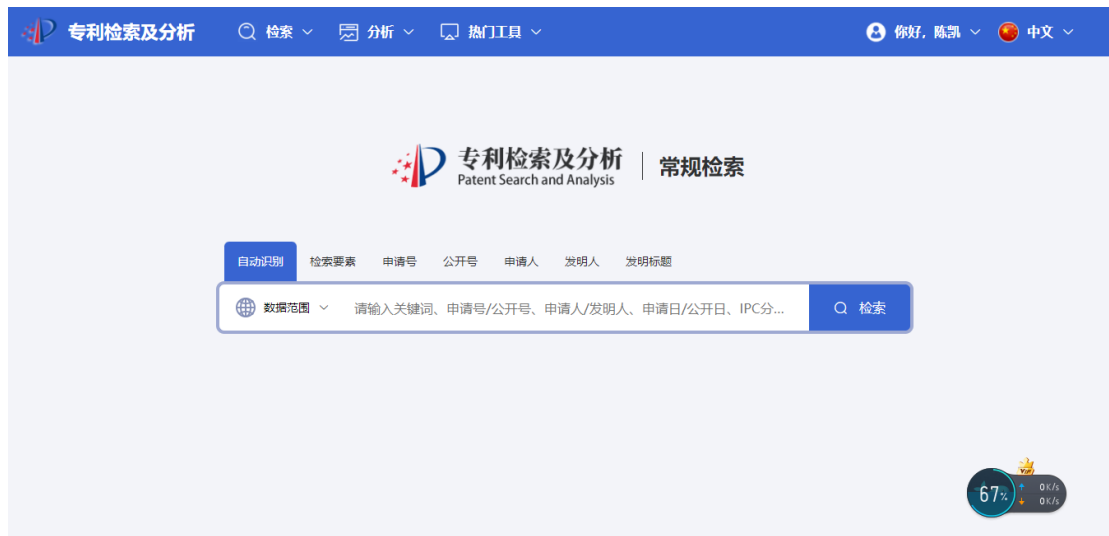 专利检索及分析 检索 分析 热门工具 你好, 陈凯 中文
专利检索及分析 常规检索
Patent Search and Analysis
自动识别 检索要素 申请号 公开号 申请人 发明人 发明标题
数据范围 请输入关键词、申请号/公开号、申请人/发明人、申请日/公开日、IPC分... 检索
VIP
67% 0K/s
0K/s